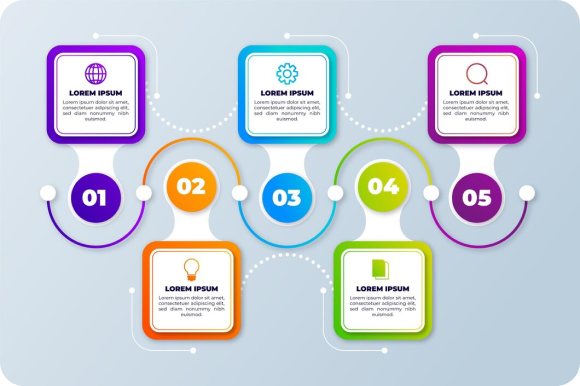 LOREM IPSUM
Lorem ipsum dolor sit amet,
consectetuer adipiscing elit,
sed diam nonummy nibh
euismod.
01
02
LOREM IPSUM
Lorem ipsum dolor sit amet,
consectetuer adipiscing elit,
sed diam nonummy nibh
euismod.
LOREM IPSUM
Lorem ipsum dolor sit amet,
consectetuer adipiscing elit,
sed diam nonummy nibh
euismod.
03
04
LOREM IPSUM
Lorem ipsum dolor sit amet,
consectetuer adipiscing elit,
sed diam nonummy nibh
euismod.
LOREM IPSUM
Lorem ipsum dolor sit amet,
consectetuer adipiscing elit,
sed diam nonummy nibh
euismod.
05